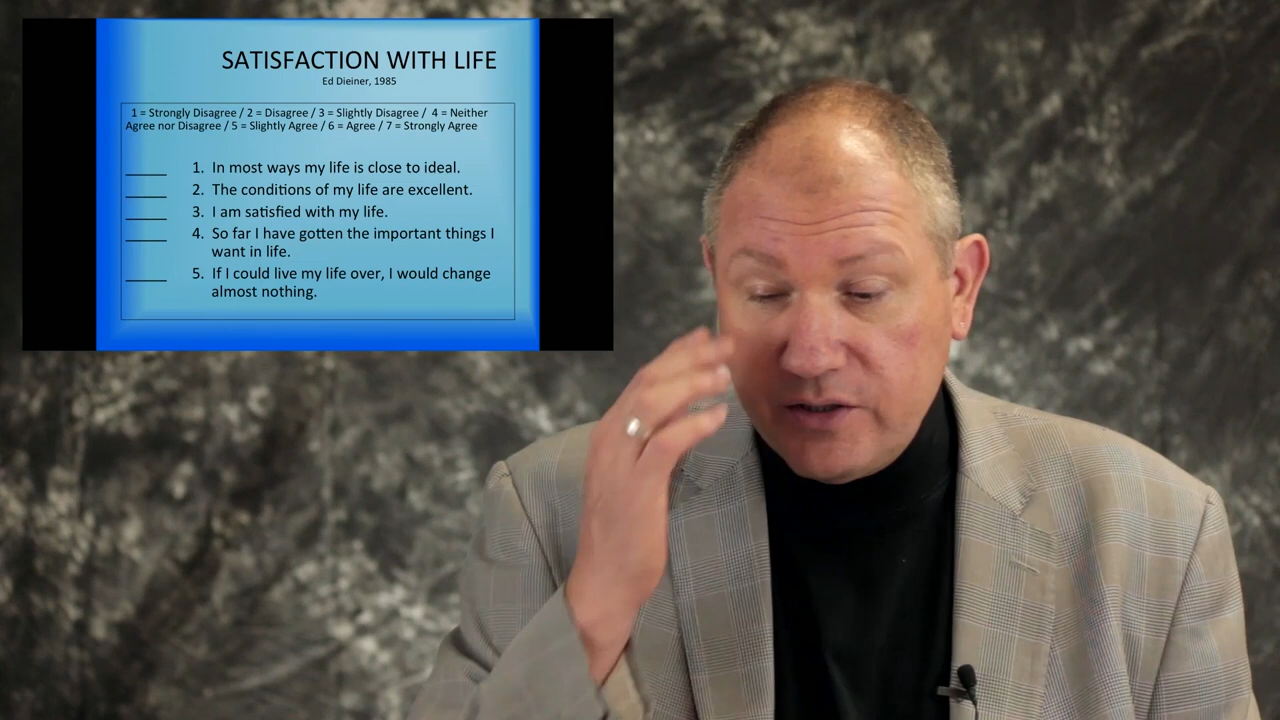 SATISFACTION WITH LIFE
Ed Dieiner, 1985
1 = Strongly Disagree / 2 = Disagree / 3 = Slightly Disagree / 4 = Neither
Agree nor Disagree / 5 = Slightly Agree / 6 = Agree / 7 = Strongly Agree
_____ 1. In most ways my life is close to ideal.
_____ 2. The conditions of my life are excellent.
_____ 3. I am satisfied with my life.
_____ 4. So far I have gotten the important things I
want in life.
_____ 5. If I could live my life over, I would change
almost nothing.